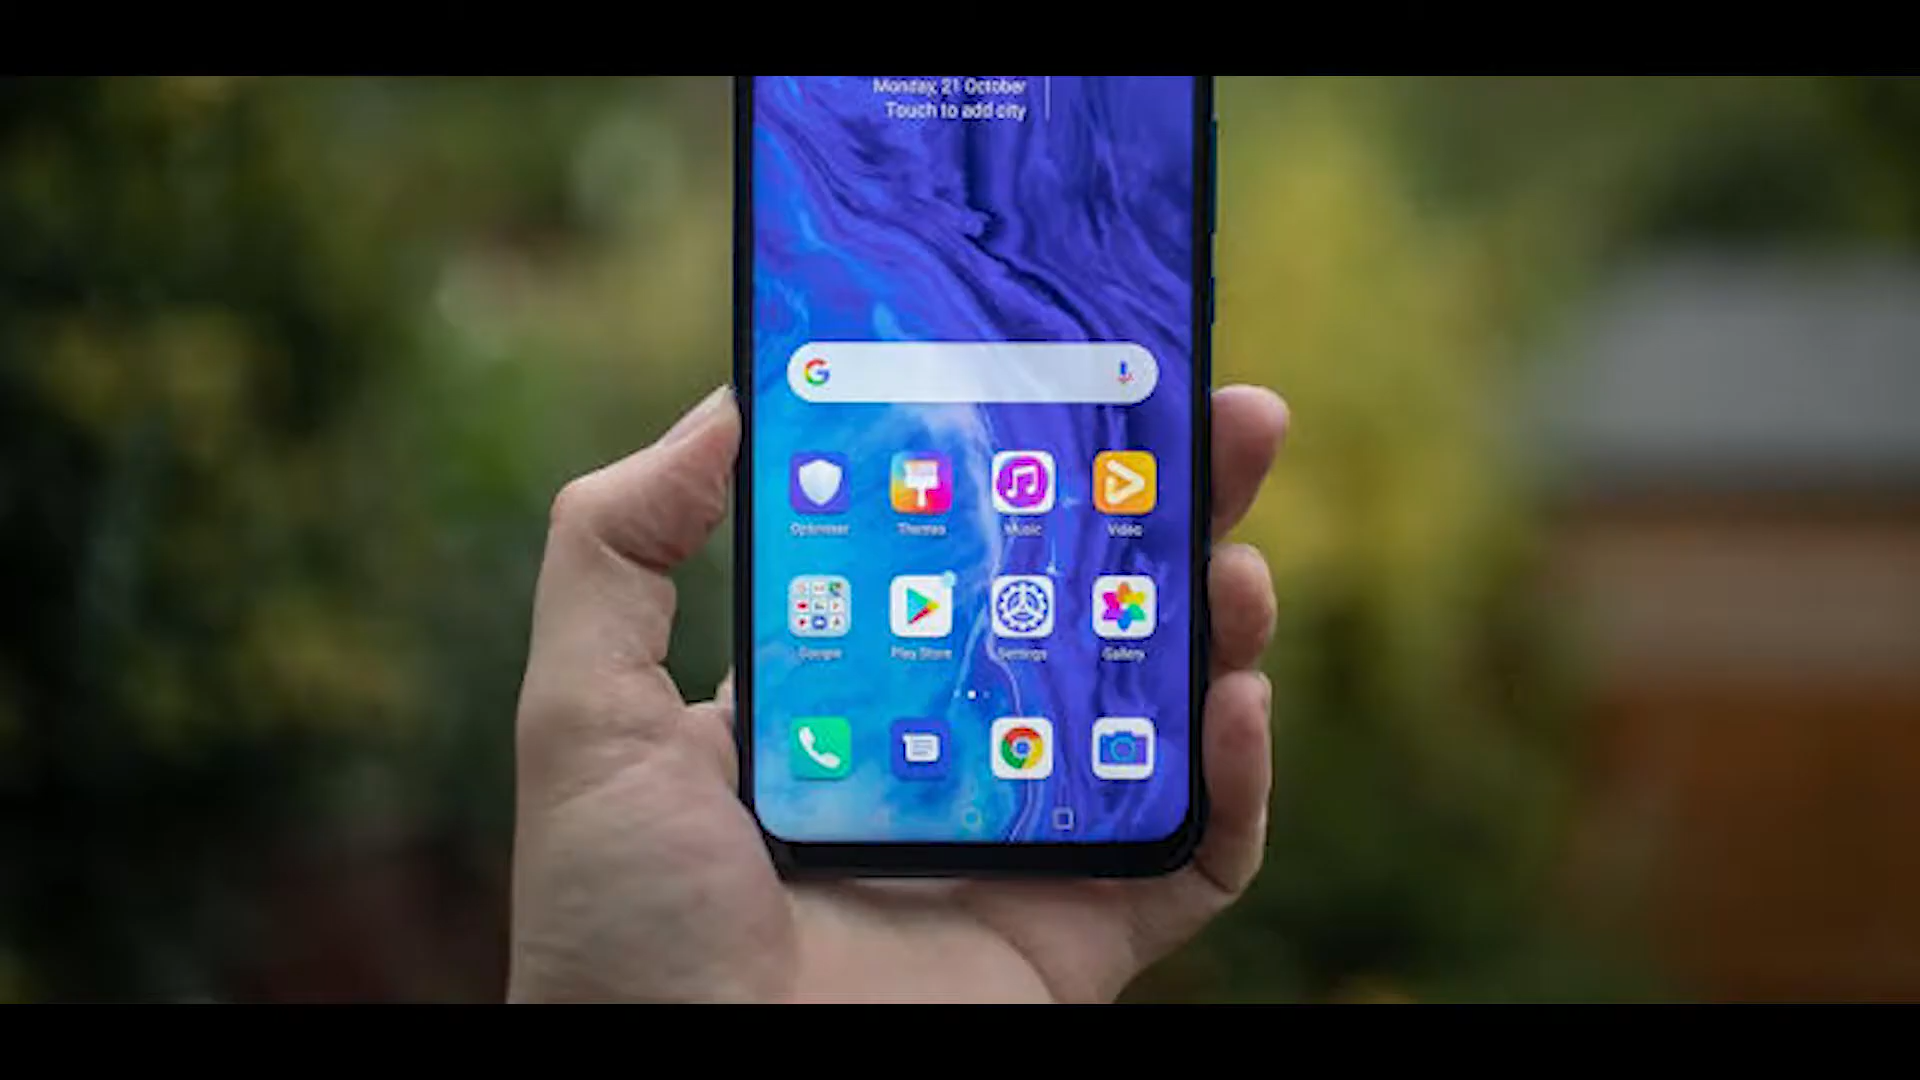 Monday, 21 October
Touch to add city
G
Optimiser
Themes
Music
Video
Google
Play Store
Settings
Gallery